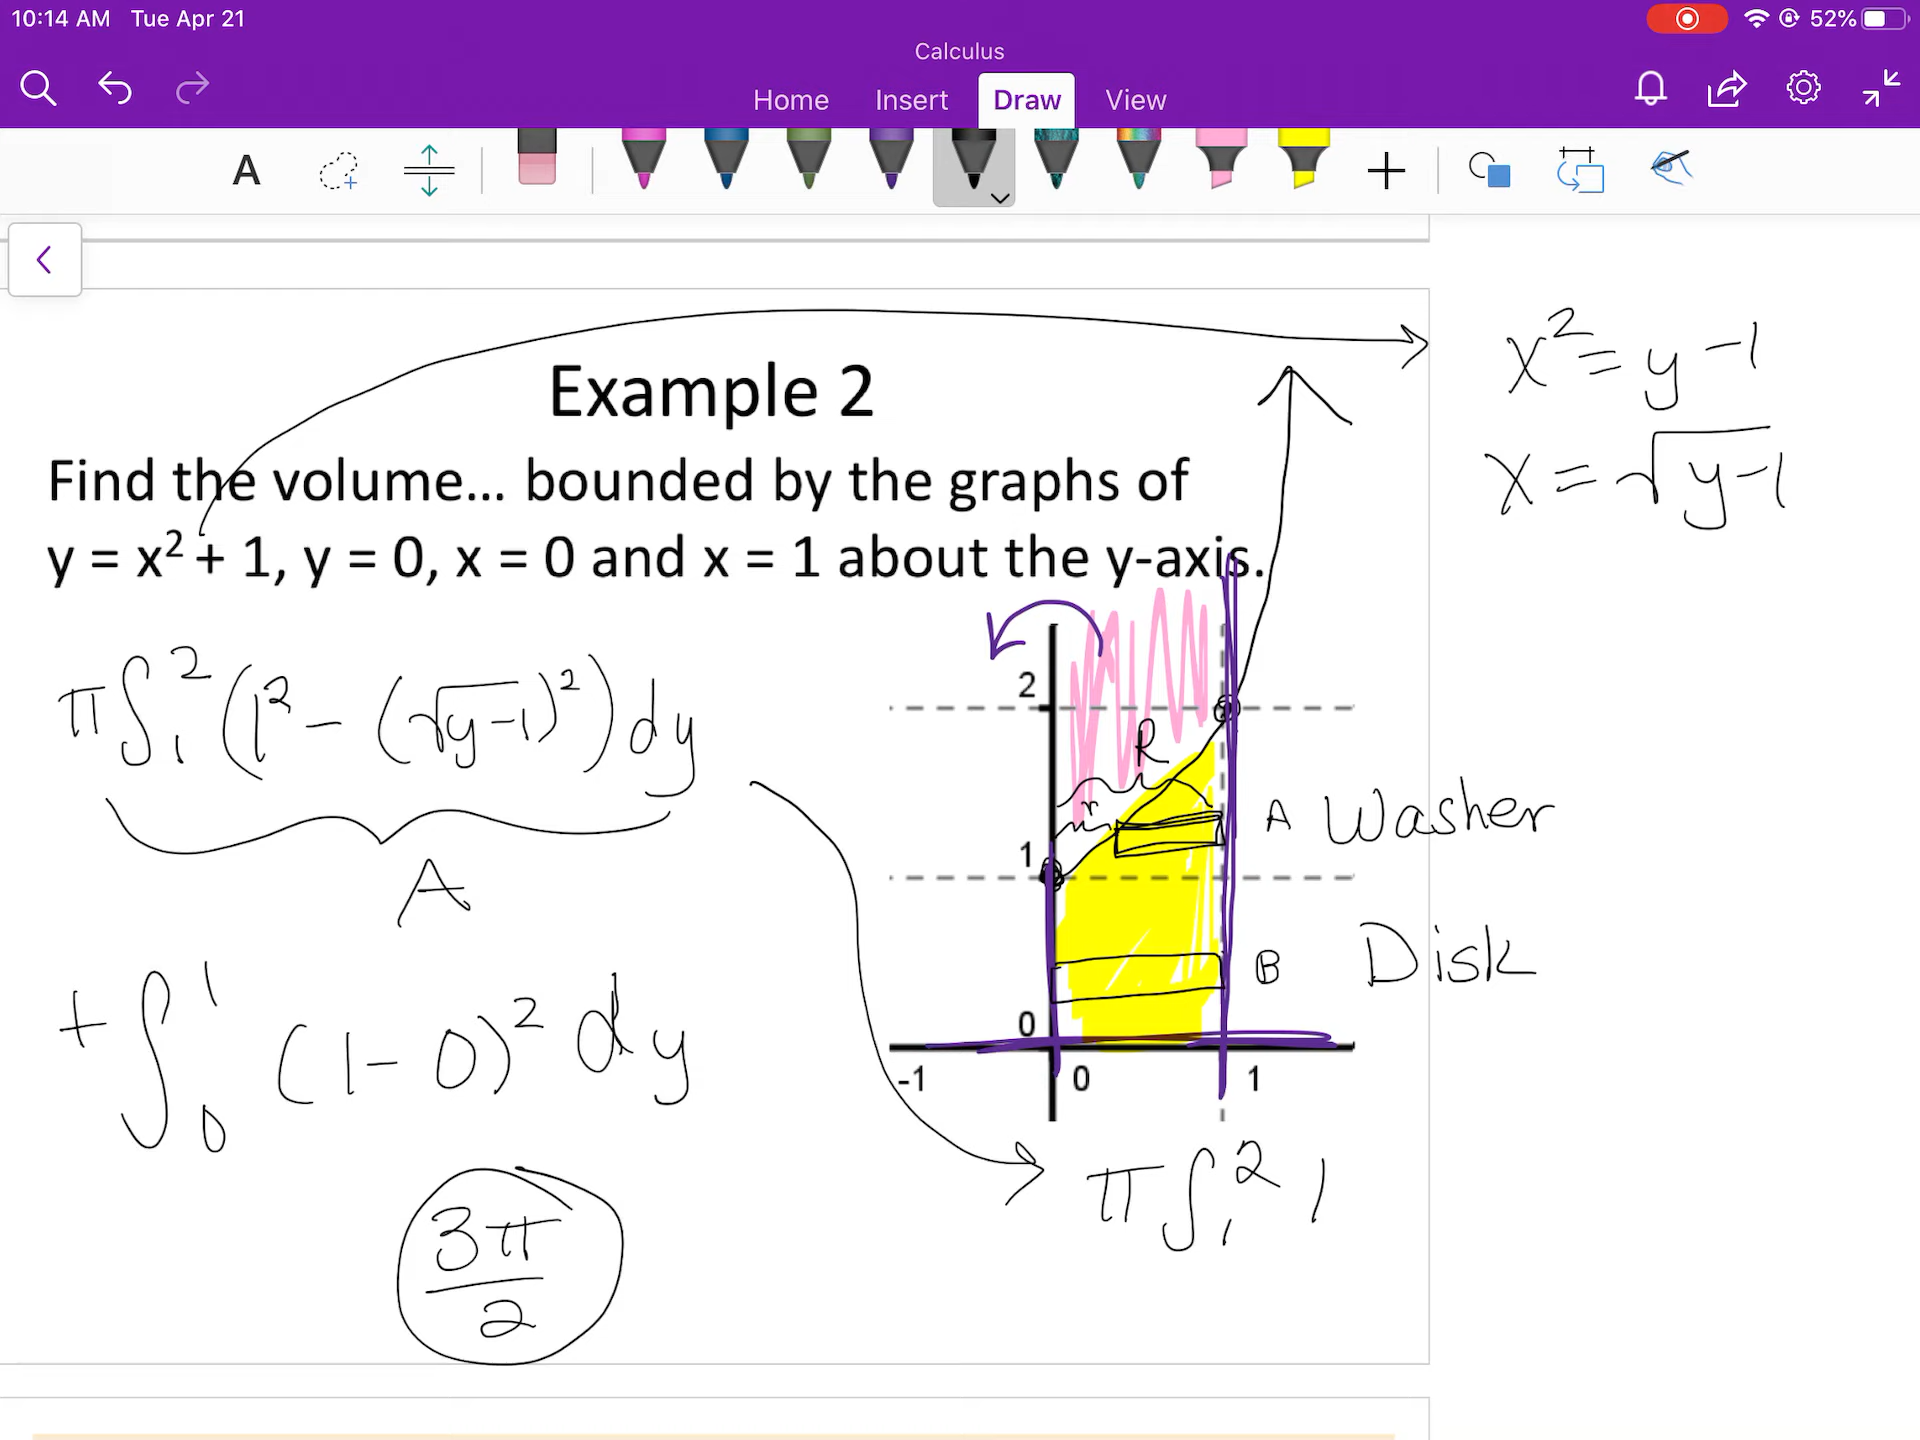 10:14 AM Tue Apr 21
52%
Calculus
Home Insert Draw View
A
Example 2
Find the volume... bounded by the graphs of
y = x² + 1, y = 0, x = 0 and x = 1 about the y-axis.
x² = y - 1
x = √(y-1)
π∫₁² (1² - (√(y-1))²) dy
A
+ ∫₀¹ (1 - 0)² dy
3π/2
2
R
r
1
A Washer
B Disk
0
-1 0 1
π∫₁² 1